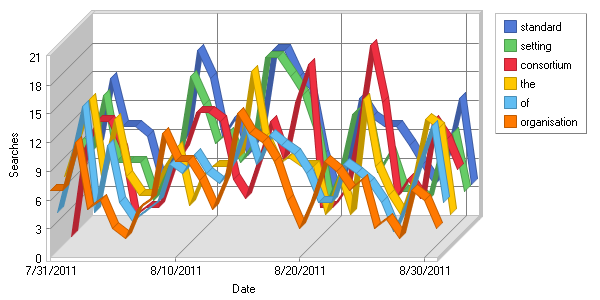 21
18
15
12
9
6
3
0
Searches
7/31/2011
8/10/2011
8/20/2011
8/30/2011
Date
standard
setting
consortium
the
of
organisation